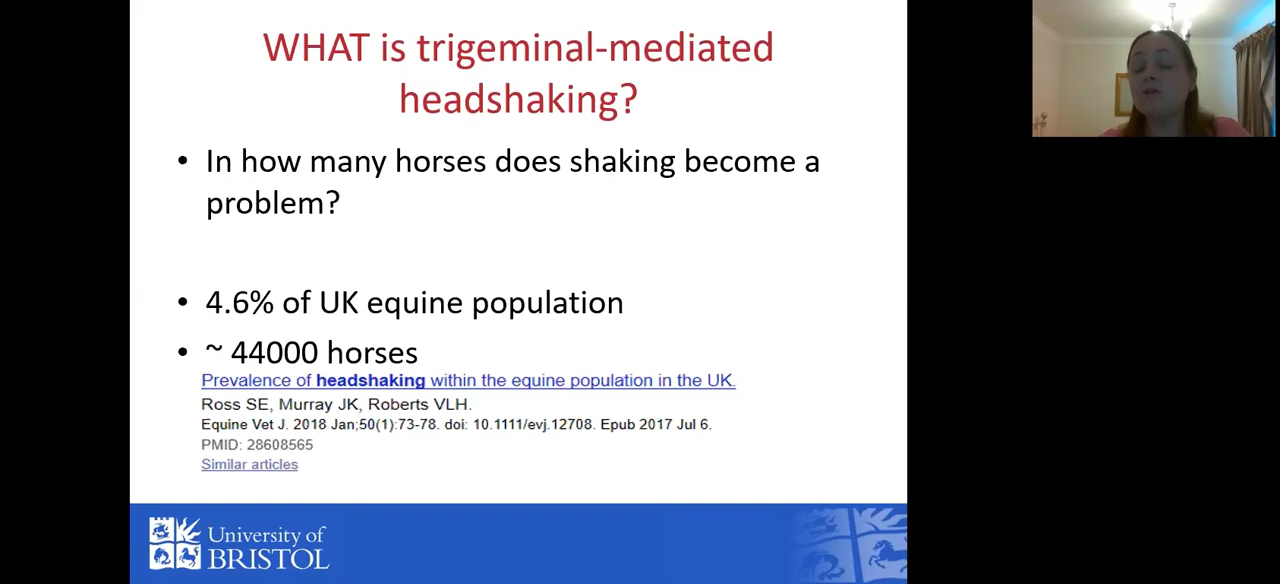 WHAT is trigeminal-mediated
headshaking?
• In how many horses does shaking become a
problem?
• 4.6% of UK equine population
• ~ 44000 horses
Prevalence of headshaking within the equine population in the UK.
Ross SE, Murray JK, Roberts VLH.
Equine Vet J. 2018 Jan;50(1):73-78. doi: 10.1111/evj.12708. Epub 2017 Jul 6.
PMID: 28608565
Similar articles
University of
BRISTOL